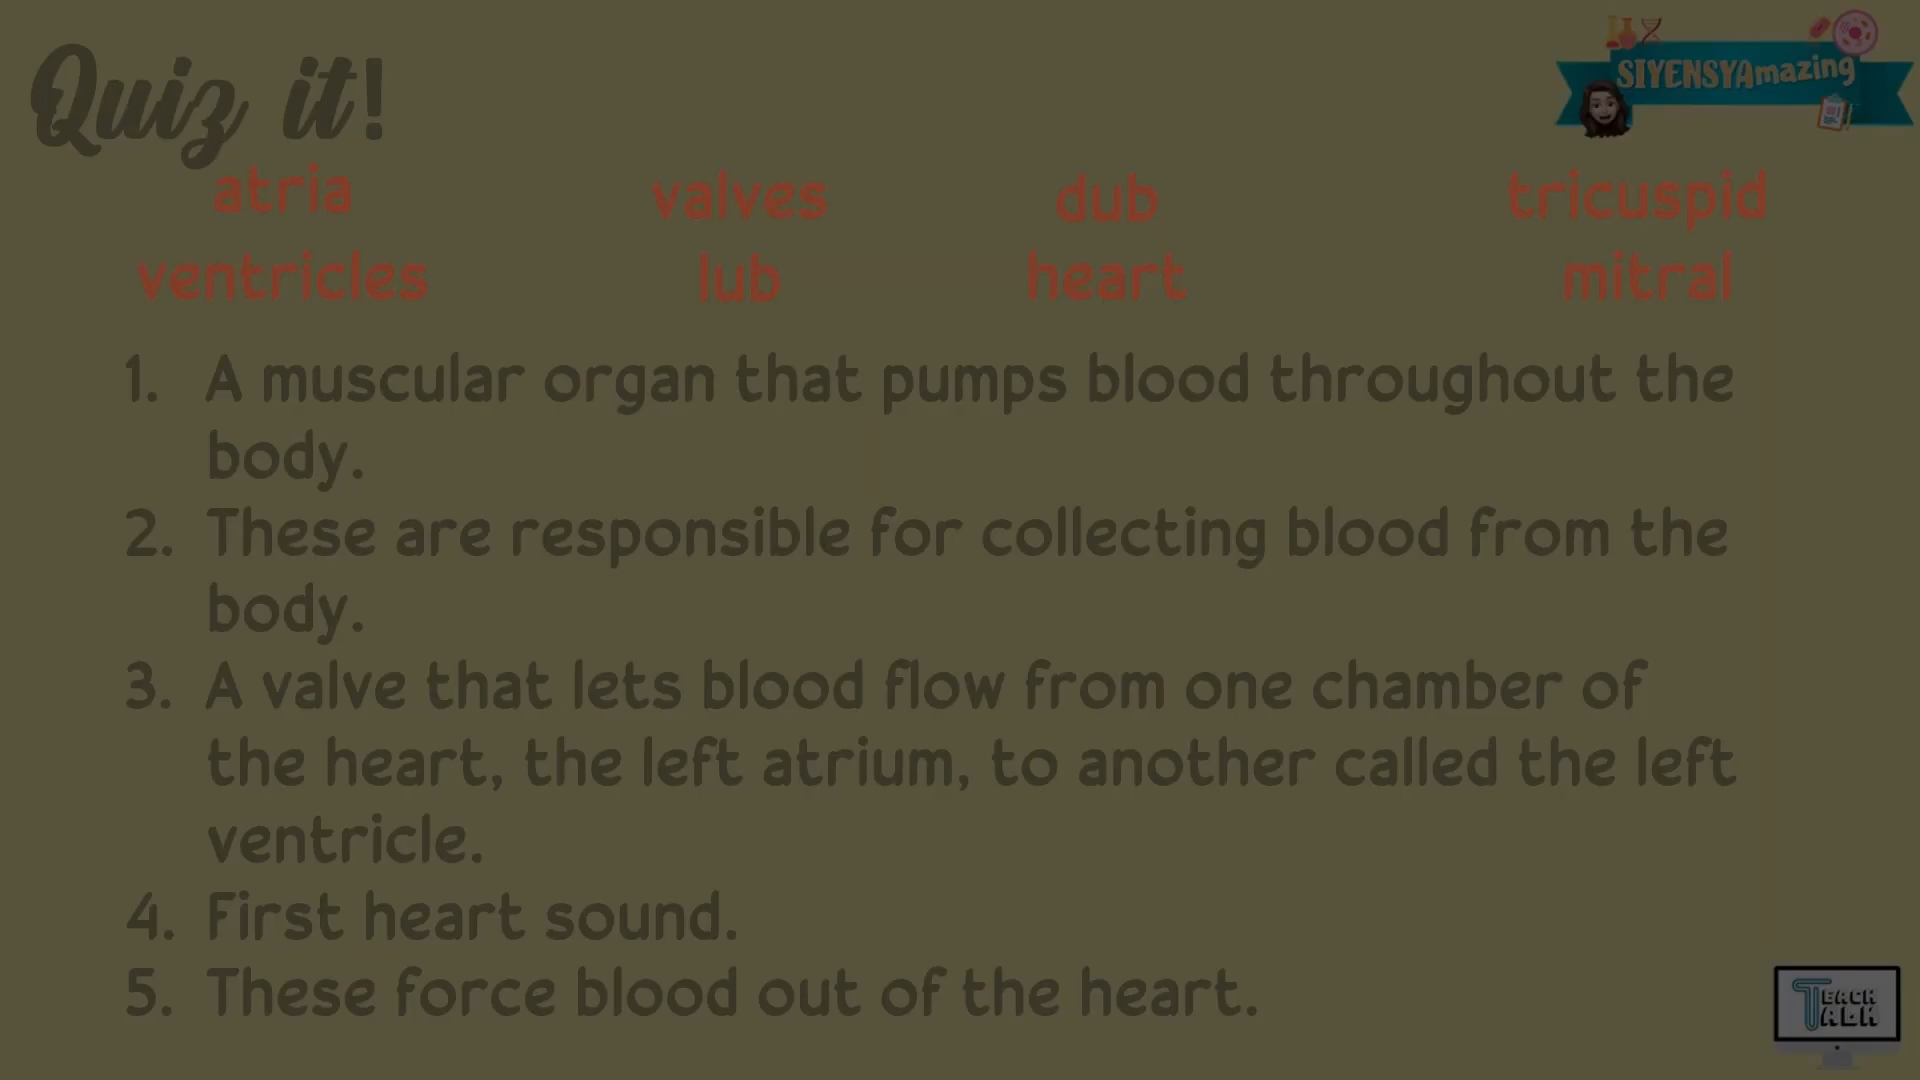 Quiz it!
SIYENSYAmazing
atria valves dub tricuspid
ventricles lub heart mitral
1. A muscular organ that pumps blood throughout the
body.
2. These are responsible for collecting blood from the
body.
3. A valve that lets blood flow from one chamber of
the heart, the left atrium, to another called the left
ventricle.
4. First heart sound.
5. These force blood out of the heart.
TEACH
TALK